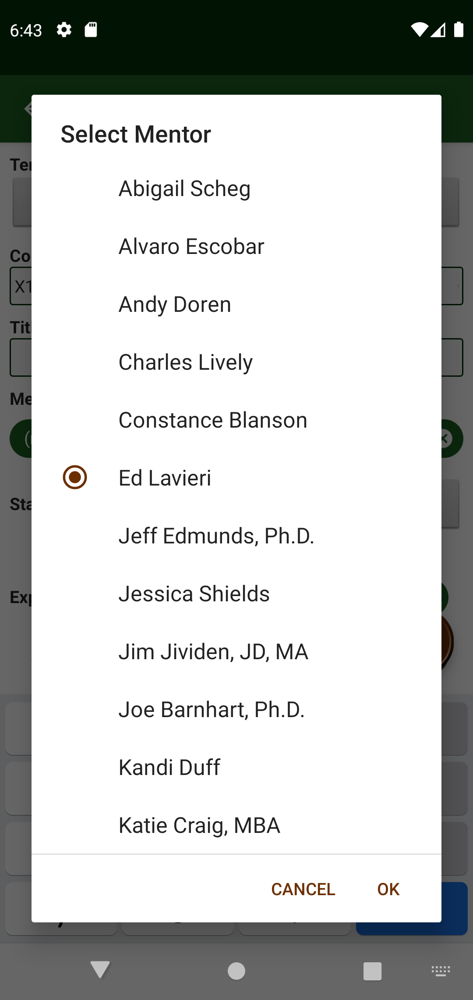 6:43
Select Mentor
Abigail Scheg
Alvaro Escobar
Andy Doren
Charles Lively
Constance Blanson
Ed Lavieri
Jeff Edmunds, Ph.D.
Jessica Shields
Jim Jividen, JD, MA
Joe Barnhart, Ph.D.
Kandi Duff
Katie Craig, MBA
CANCEL OK